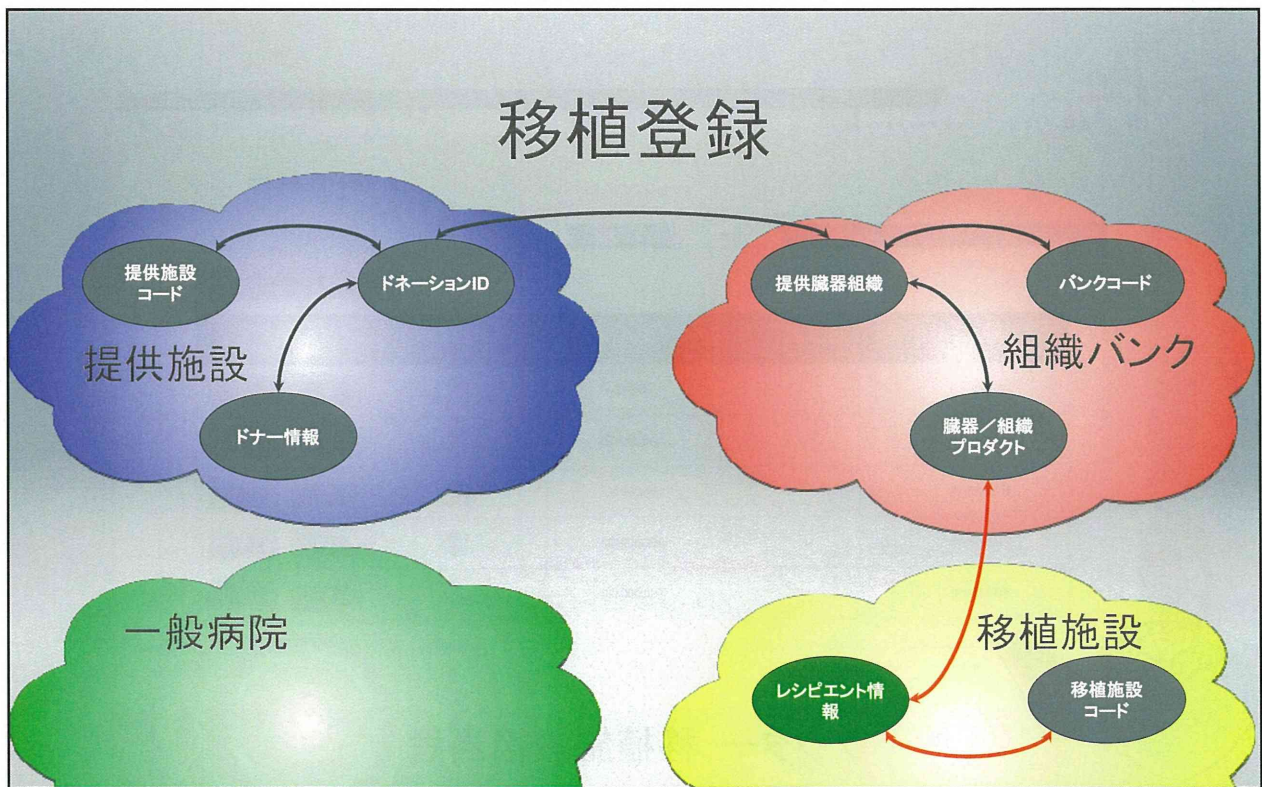 移植登録
提供施設
コード
ドネーションID
提供施設
ドナー情報
提供臓器組織
バンクコード
組織バンク
臓器／組織
プロダクト
一般病院
移植施設
レシピエント情
報
移植施設
コード